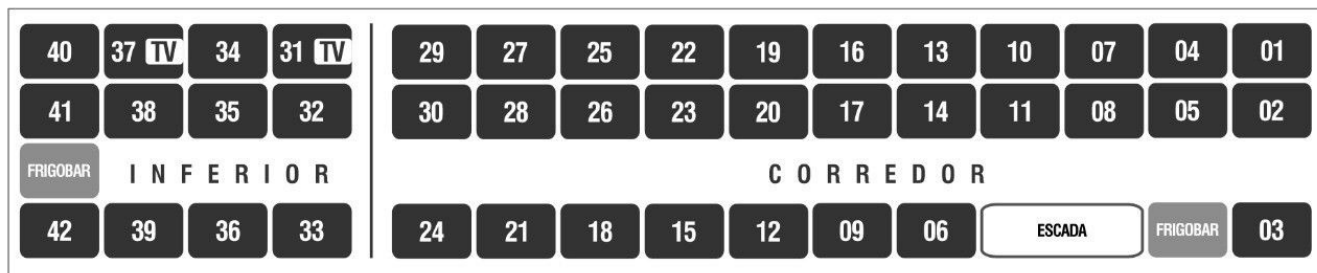 40 37 TV 34 31 TV 29 27 25 22 19 16 13 10 07 04 01
41 38 35 32 30 28 26 23 20 17 14 11 08 05 02
FRIGOBAR INFERIOR CORREDOR
42 39 36 33 24 21 18 15 12 09 06 ESCADA FRIGOBAR 03